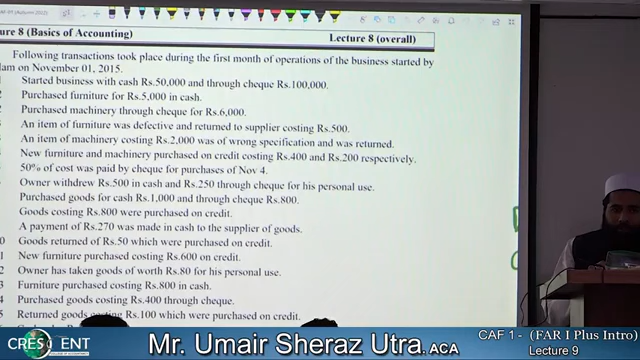 ure 8 (Basics of Accounting)
Lecture 8 (overall)
Following transactions took place during the first month of operations of the business started by
lam on November 01, 2015.
Started business with cash Rs.50,000 and through cheque Rs.100,000.
Purchased furniture for Rs.5,000 in cash.
Purchased machinery through cheque for Rs.6,000.
An item of furniture was defective and returned to supplier costing Rs.500.
An item of machinery costing Rs.2,000 was of wrong specification and was returned.
New furniture and machinery purchased on credit costing Rs.400 and Rs.200 respectively.
50% of cost was paid by cheque for purchases of Nov 4.
Owner withdrew Rs.500 in cash and Rs.250 through cheque for his personal use.
Purchased goods for cash Rs.1,000 and through cheque Rs.800.
Goods costing Rs.800 were purchased on credit.
A payment of Rs.270 was made in cash to the supplier of goods.
0 Goods returned of Rs.50 which were purchased on credit.
1 New furniture purchased costing Rs.600 on credit.
2 Owner has taken goods of worth Rs.80 for his personal use.
3 Furniture purchased costing Rs.800 in cash.
4 Purchased goods costing Rs.400 through cheque.
5 Returned goods costing Rs.100 which were purchased on credit.
CRESCENT
COLLEGE OF ACCOUNTANCY
Mr. Umair Sheraz Utra. ACA
CAF 1 - (FAR I Plus Intro)
Lecture 9